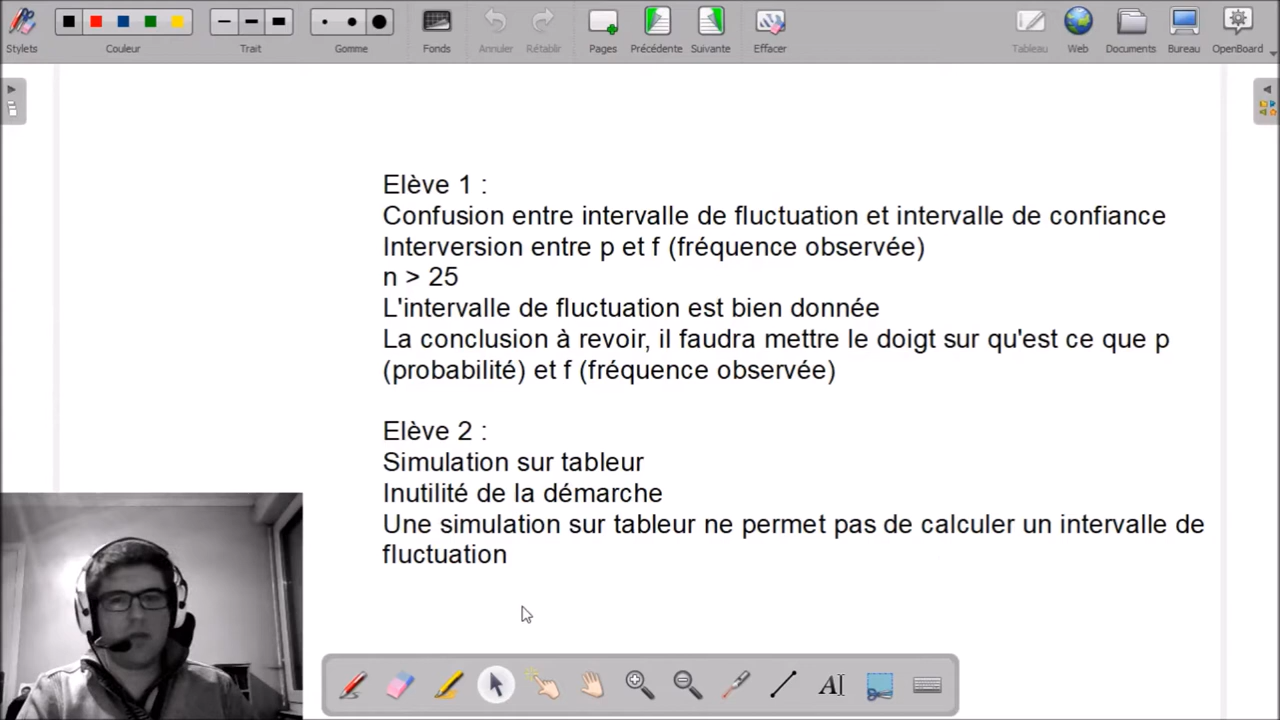 Stylets
Couleur
Trait
Gomme
Fonds
Annuler
Rétablir
Pages
Précédente
Suivante
Effacer
Tableau
Web
Documents
Bureau
OpenBoard
Elève 1 :
Confusion entre intervalle de fluctuation et intervalle de confiance
Interversion entre p et f (fréquence observée)
n > 25
L'intervalle de fluctuation est bien donnée
La conclusion à revoir, il faudra mettre le doigt sur qu'est ce que p
(probabilité) et f (fréquence observée)
Elève 2 :
Simulation sur tableur
Inutilité de la démarche
Une simulation sur tableur ne permet pas de calculer un intervalle de
fluctuation
AI